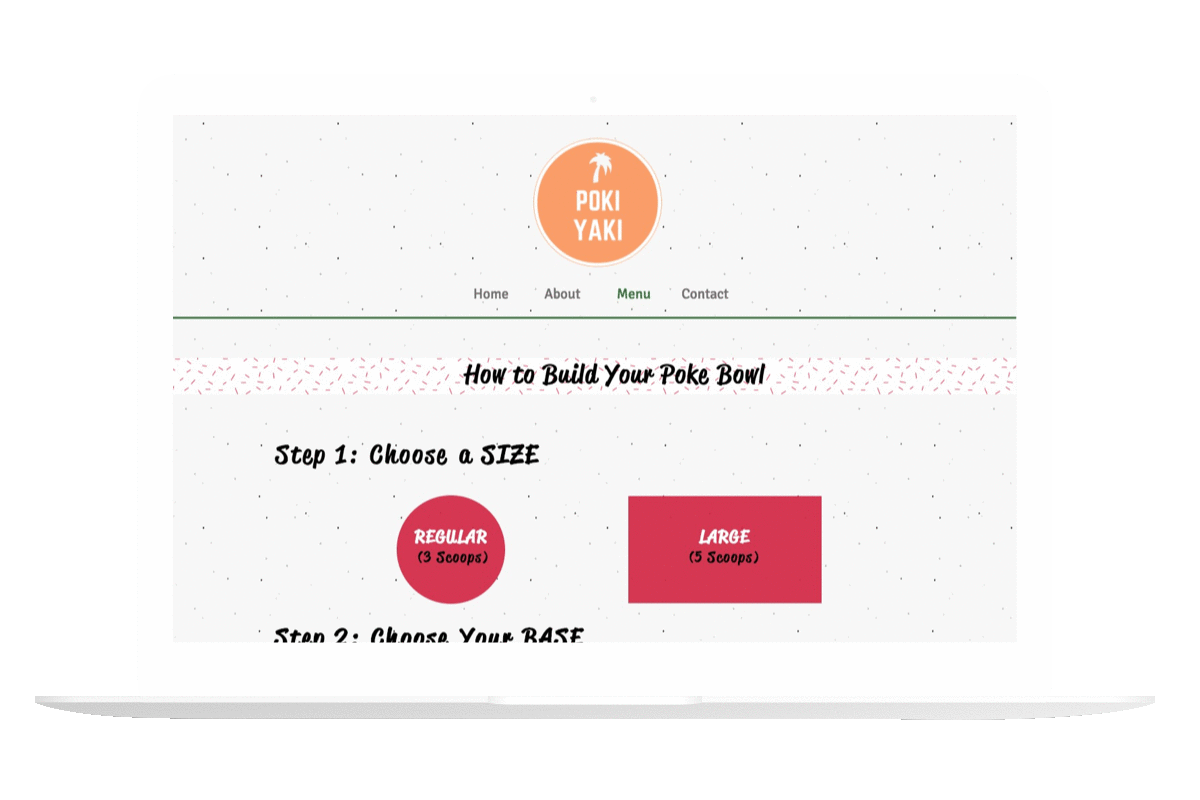 POKI
YAKI
Home About Menu Contact
How to Build Your Poke Bowl
Step 1: Choose a SIZE
REGULAR
(3 Scoops)
LARGE
(5 Scoops)
Step 2: Choose Your BASE